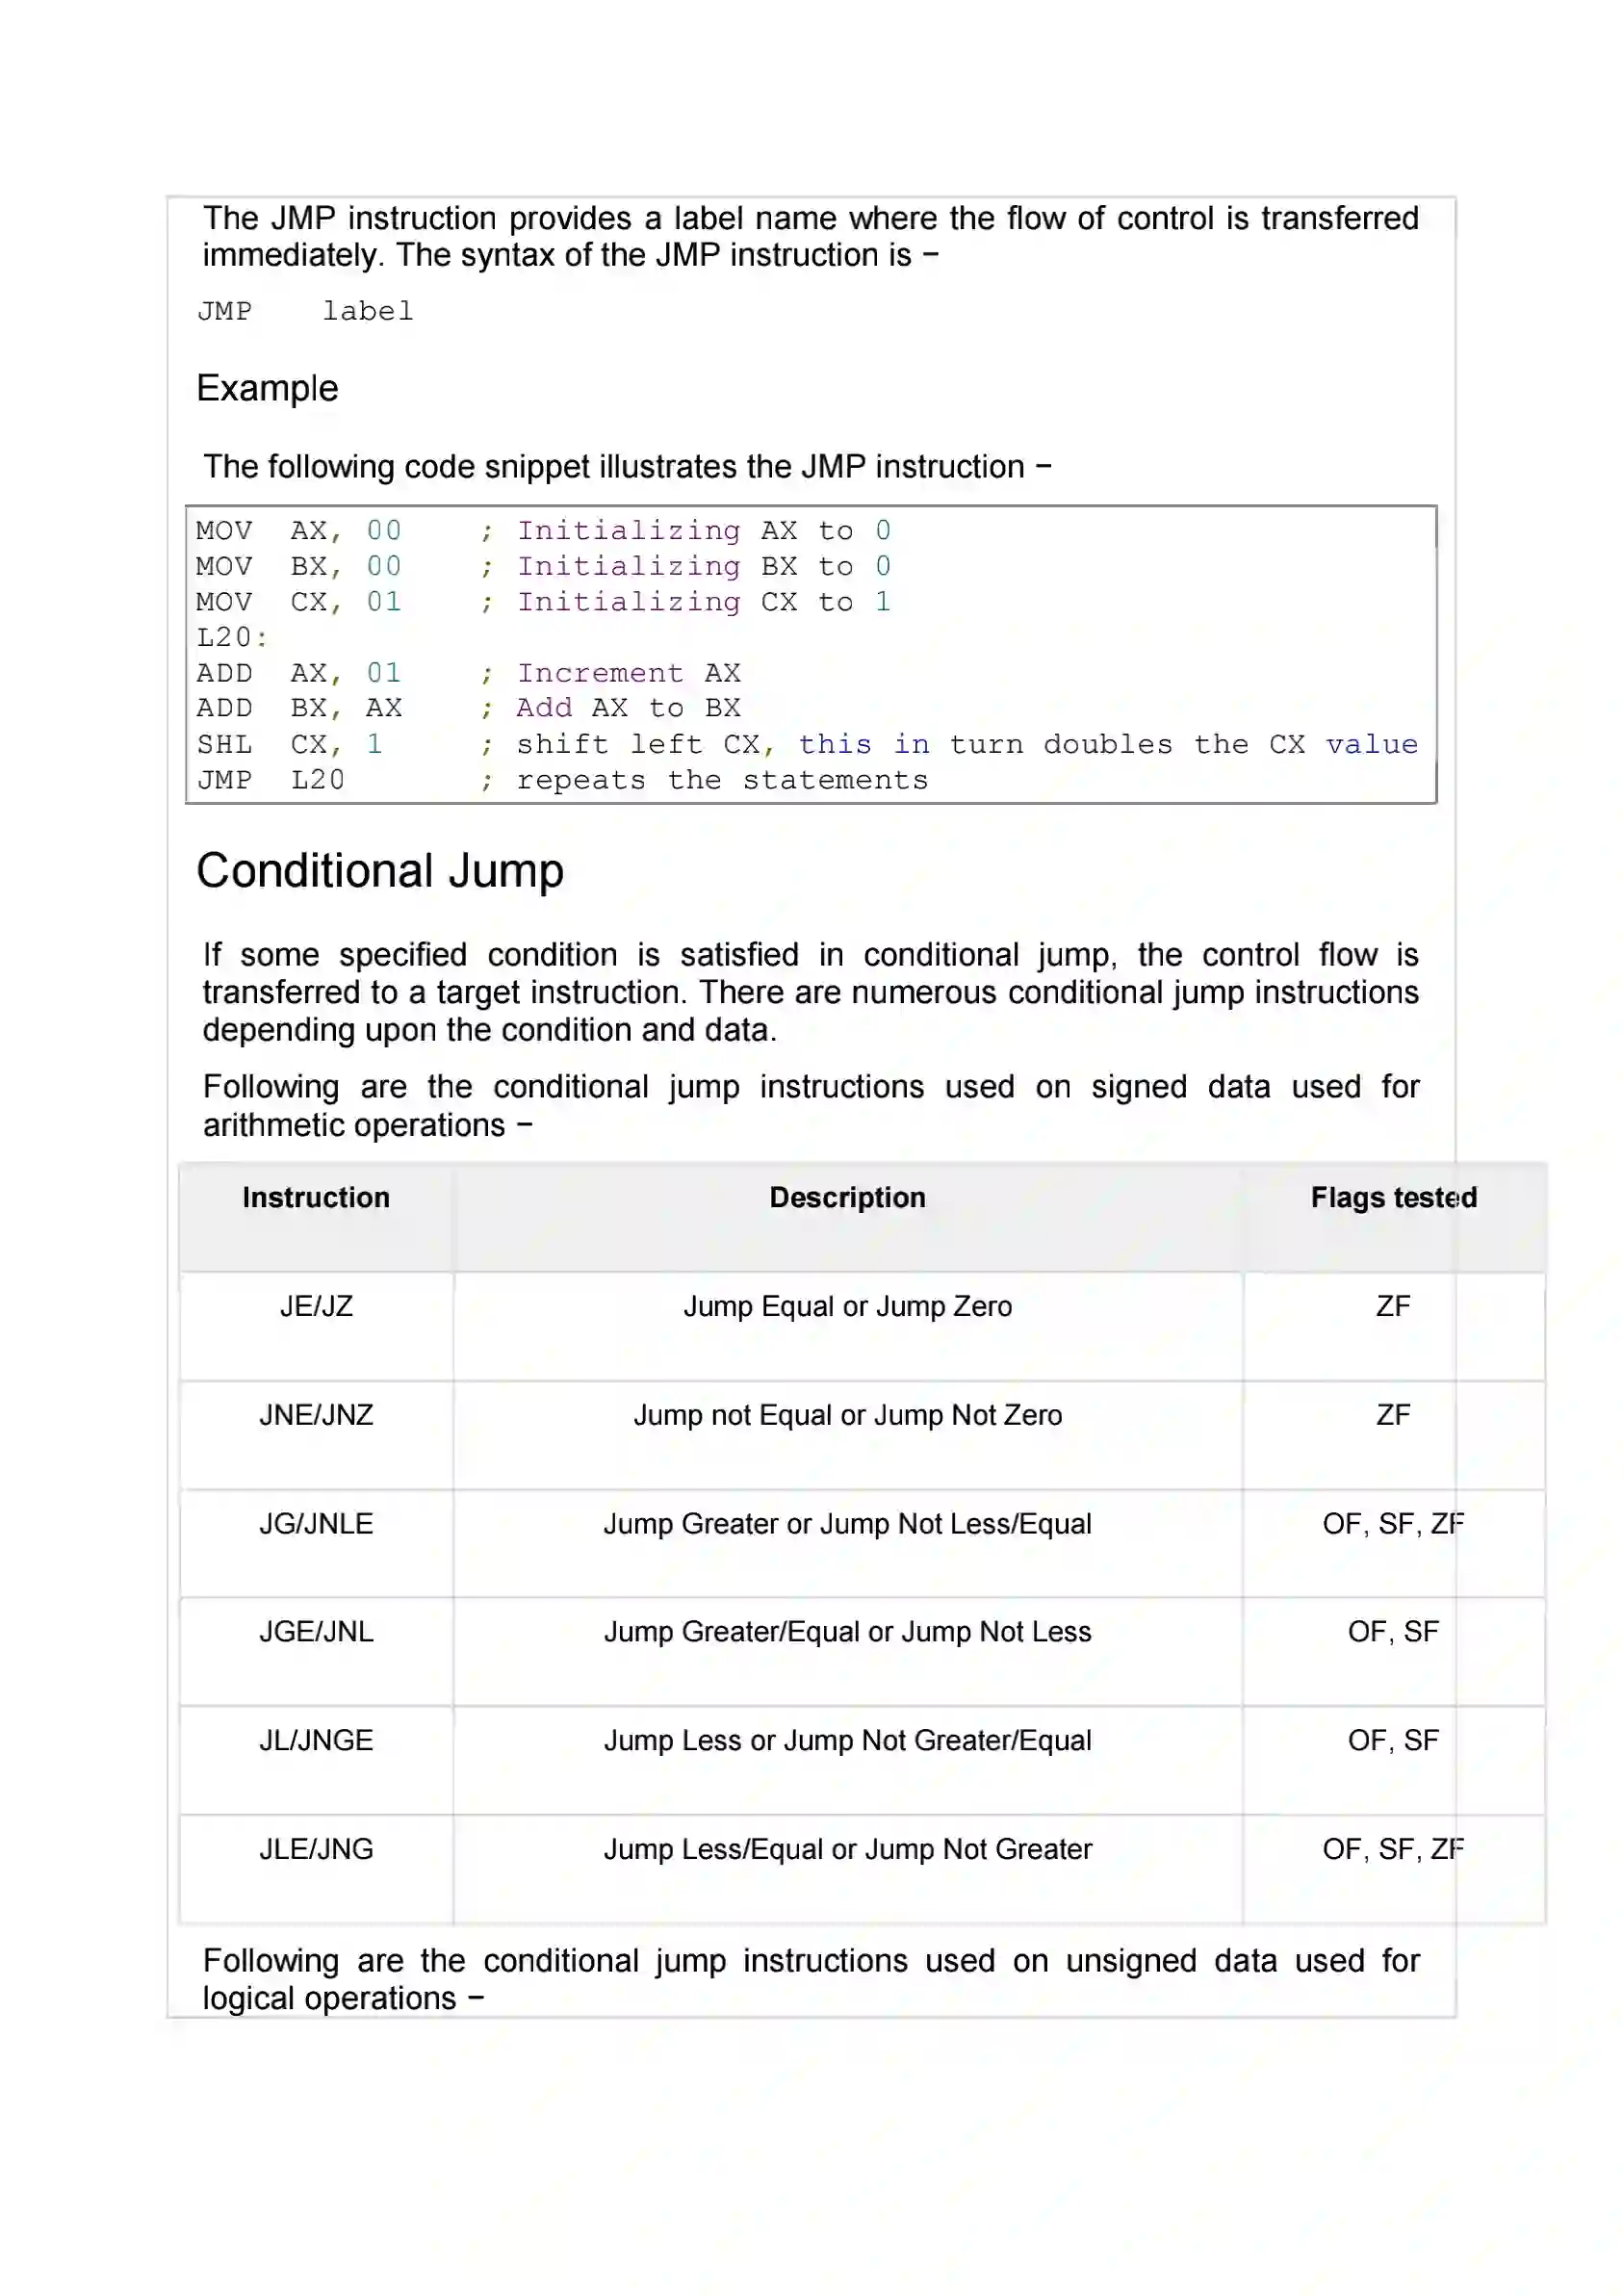 The JMP instruction provides a label name where the flow of control is transferred
immediately. The syntax of the JMP instruction is −
JMP label
Example
The following code snippet illustrates the JMP instruction −
MOV AX, 00 ; Initializing AX to 0
MOV BX, 00 ; Initializing BX to 0
MOV CX, 01 ; Initializing CX to 1
L20:
ADD AX, 01 ; Increment AX
ADD BX, AX ; Add AX to BX
SHL CX, 1 ; shift left CX, this in turn doubles the CX value
JMP L20 ; repeats the statements
Conditional Jump
If some specified condition is satisfied in conditional jump, the control flow is
transferred to a target instruction. There are numerous conditional jump instructions
depending upon the condition and data.
Following are the conditional jump instructions used on signed data used for
arithmetic operations −
Instruction Description Flags tested
JE/JZ Jump Equal or Jump Zero ZF
JNE/JNZ Jump not Equal or Jump Not Zero ZF
JG/JNLE Jump Greater or Jump Not Less/Equal OF, SF, ZF
JGE/JNL Jump Greater/Equal or Jump Not Less OF, SF
JL/JNGE Jump Less or Jump Not Greater/Equal OF, SF
JLE/JNG Jump Less/Equal or Jump Not Greater OF, SF, ZF
Following are the conditional jump instructions used on unsigned data used for
logical operations −